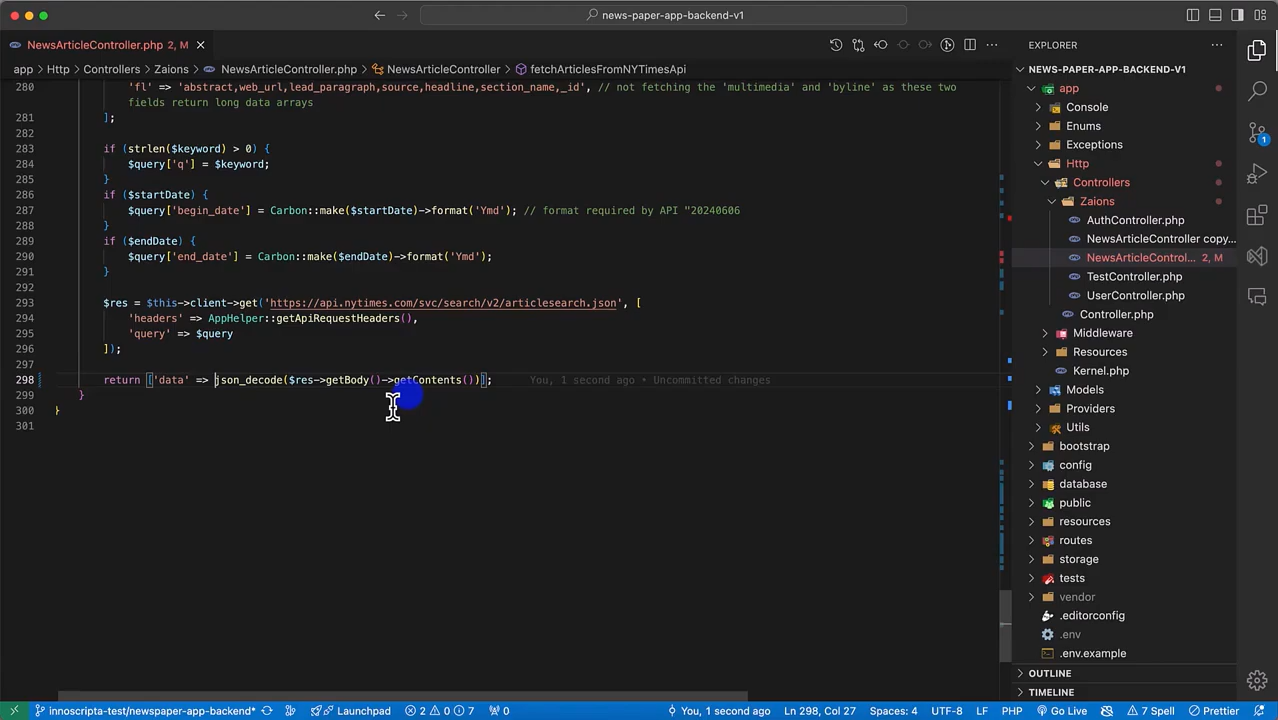 news-paper-app-backend-v1
NewsArticleController.php 2, M
EXPLORER
app > Http > Controllers > Zaions > NewsArticleController.php > NewsArticleController > fetchArticlesFromNYTimesApi
280 'fl' => 'abstract,web_url,lead_paragraph,source,headline,section_name,_id', // not fetching the 'multimedia' and 'byline' as these two
fields return long data arrays
281 ];
282
283 if (strlen($keyword) > 0) {
284 $query['q'] = $keyword;
285 }
286 if ($startDate) {
287 $query['begin_date'] = Carbon::make($startDate)->format('Ymd'); // format required by API "20240606
288 }
289 if ($endDate) {
290 $query['end_date'] = Carbon::make($endDate)->format('Ymd');
291 }
292
293 $res = $this->client->get('https://api.nytimes.com/svc/search/v2/articlesearch.json', [
294 'headers' => AppHelper::getApiRequestHeaders(),
295 'query' => $query
296 ]);
297
298 return ['data' => json_decode($res->getBody()->getContents())]; You, 1 second ago • Uncommitted changes
299 }
300 }
301
NEWS-PAPER-APP-BACKEND-V1
app
Console
Enums
Exceptions
Http
Controllers
Zaions
AuthController.php
NewsArticleController copy...
NewsArticleControl... 2, M
TestController.php
UserController.php
Controller.php
Middleware
Requests
Kernel.php
Models
Providers
Utils
bootstrap
config
database
public
resources
routes
storage
tests
vendor
.editorconfig
.env
.env.example
OUTLINE
TIMELINE
1
innoscripta-test/newspaper-app-backend* Launchpad 2 0 7 0 You, 1 second ago Ln 298, Col 27 Spaces: 4 UTF-8 LF PHP Go Live 7 Spell Prettier